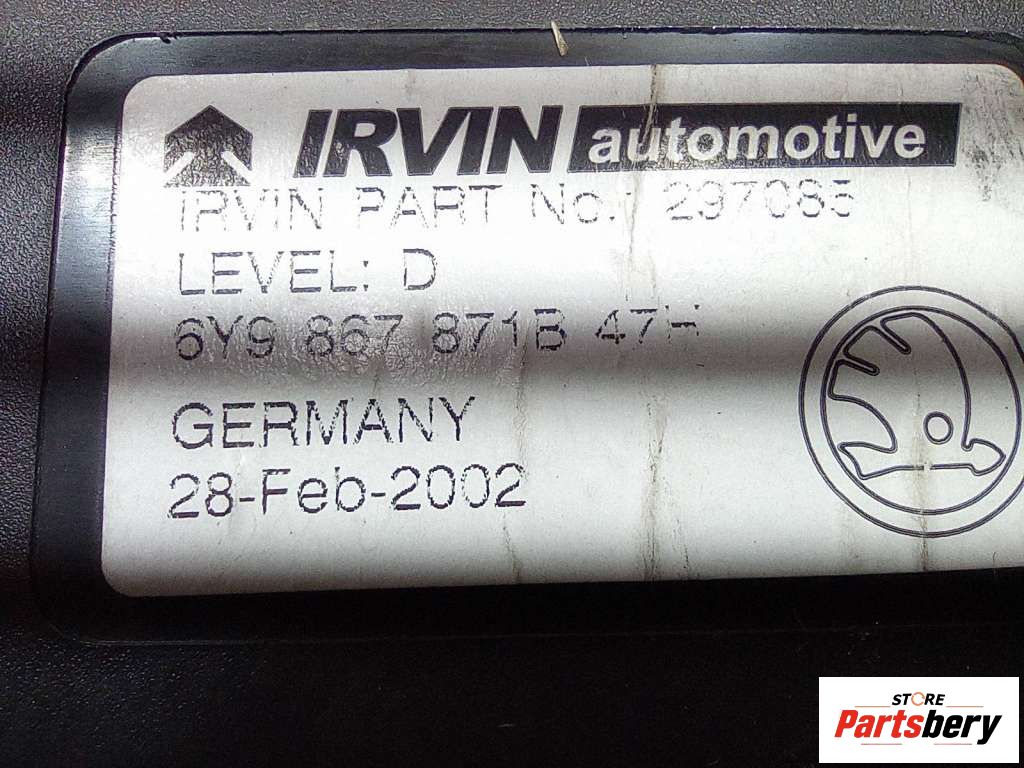 IRVIN automotive
IRVIN PART No.: 297085
LEVEL: D
6Y9 867 871B 47H
GERMANY
28-Feb-2002
STORE
Partsbery